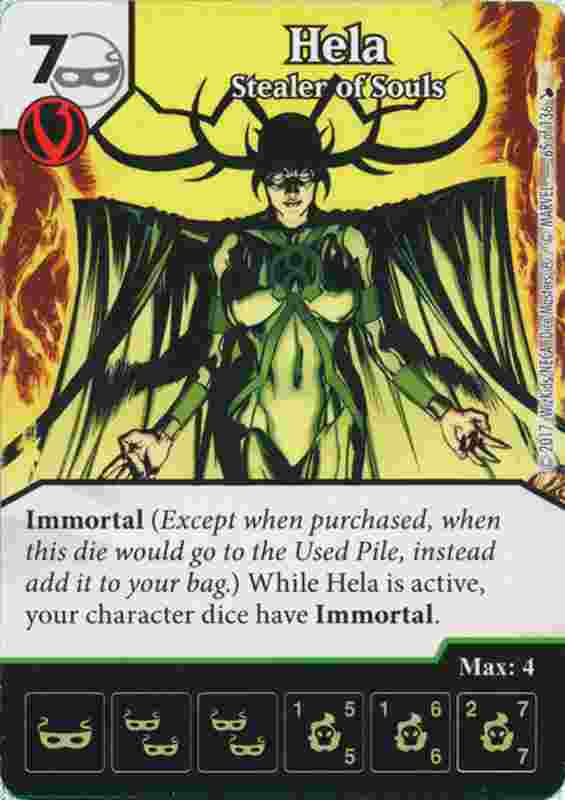 7
Hela
Stealer of Souls
© 2017 WizKids/NECA. Dice Masters ®/™ © MARVEL — 65 of 136
Immortal (Except when purchased, when
this die would go to the Used Pile, instead
add it to your bag.) While Hela is active,
your character dice have Immortal.
Max: 4
1 5 5
1 6 6
2 7 7